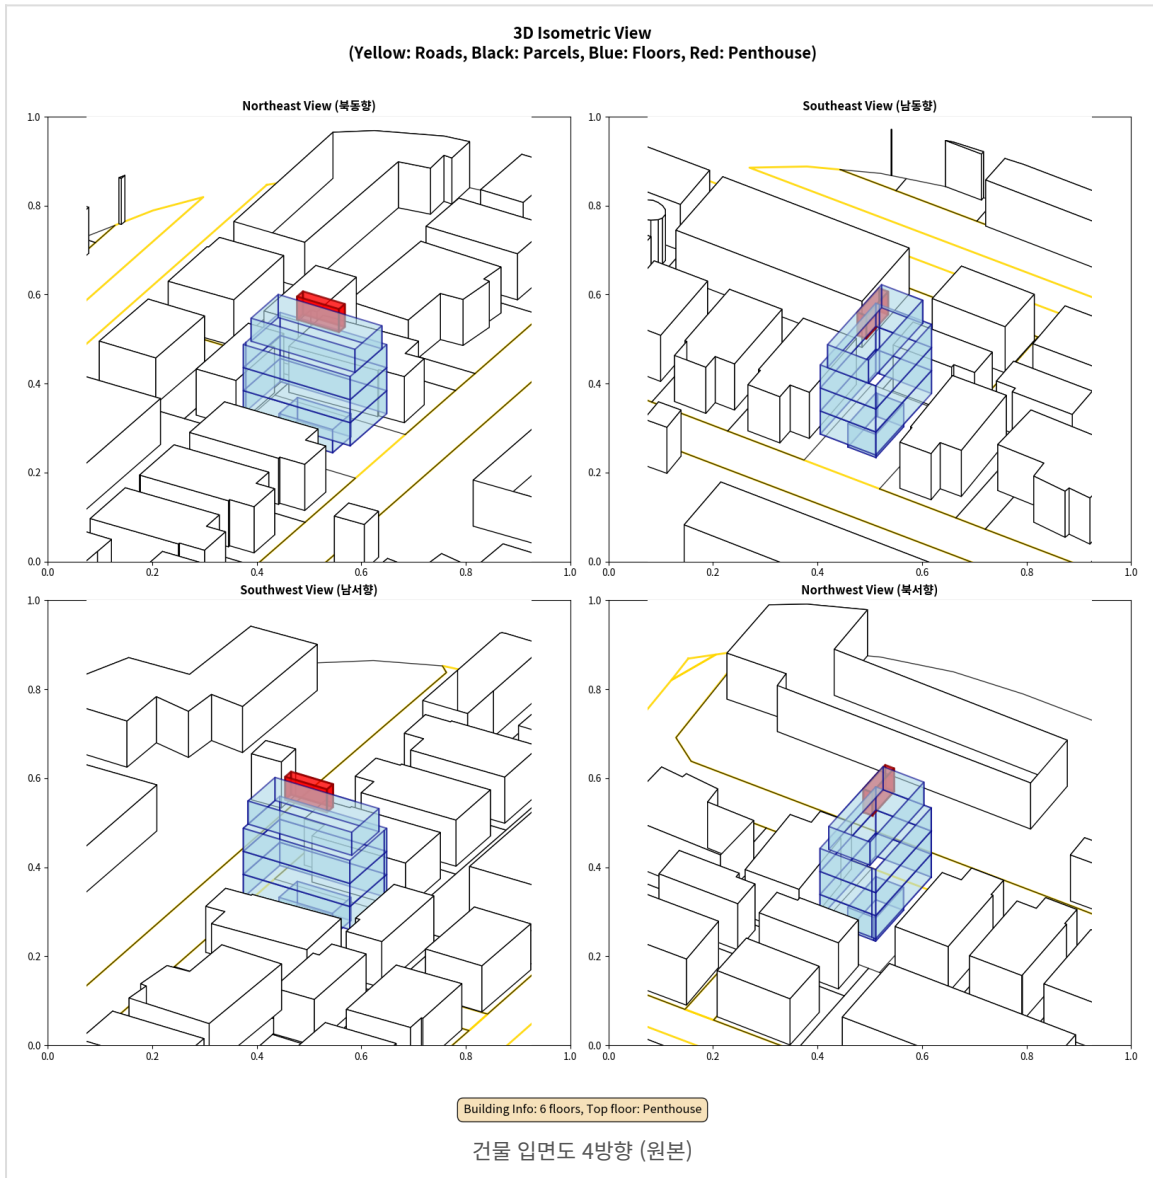 3D Isometric View
(Yellow: Roads, Black: Parcels, Blue: Floors, Red: Penthouse)
Northeast View (북동향)
1.0
0.8
0.6
0.4
0.2
0.0
0.0 0.2 0.4 0.6 0.8 1.0
Southeast View (남동향)
1.0
0.8
0.6
0.4
0.2
0.0
0.0 0.2 0.4 0.6 0.8 1.0
Southwest View (남서향)
1.0
0.8
0.6
0.4
0.2
0.0
0.0 0.2 0.4 0.6 0.8 1.0
Northwest View (북서향)
1.0
0.8
0.6
0.4
0.2
0.0
0.0 0.2 0.4 0.6 0.8 1.0
Building Info: 6 floors, Top floor: Penthouse
건물 입면도 4방향 (원본)